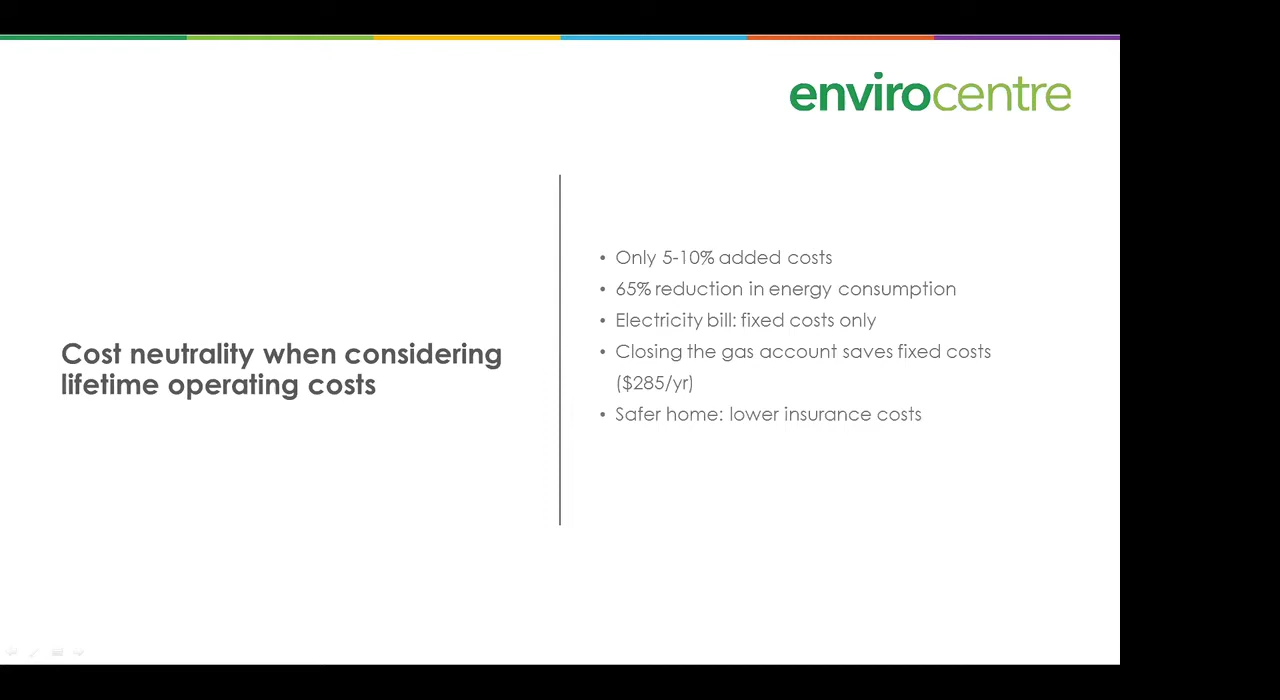 envirocentre
Cost neutrality when considering
lifetime operating costs
• Only 5-10% added costs
• 65% reduction in energy consumption
• Electricity bill: fixed costs only
• Closing the gas account saves fixed costs
($285/yr)
• Safer home: lower insurance costs